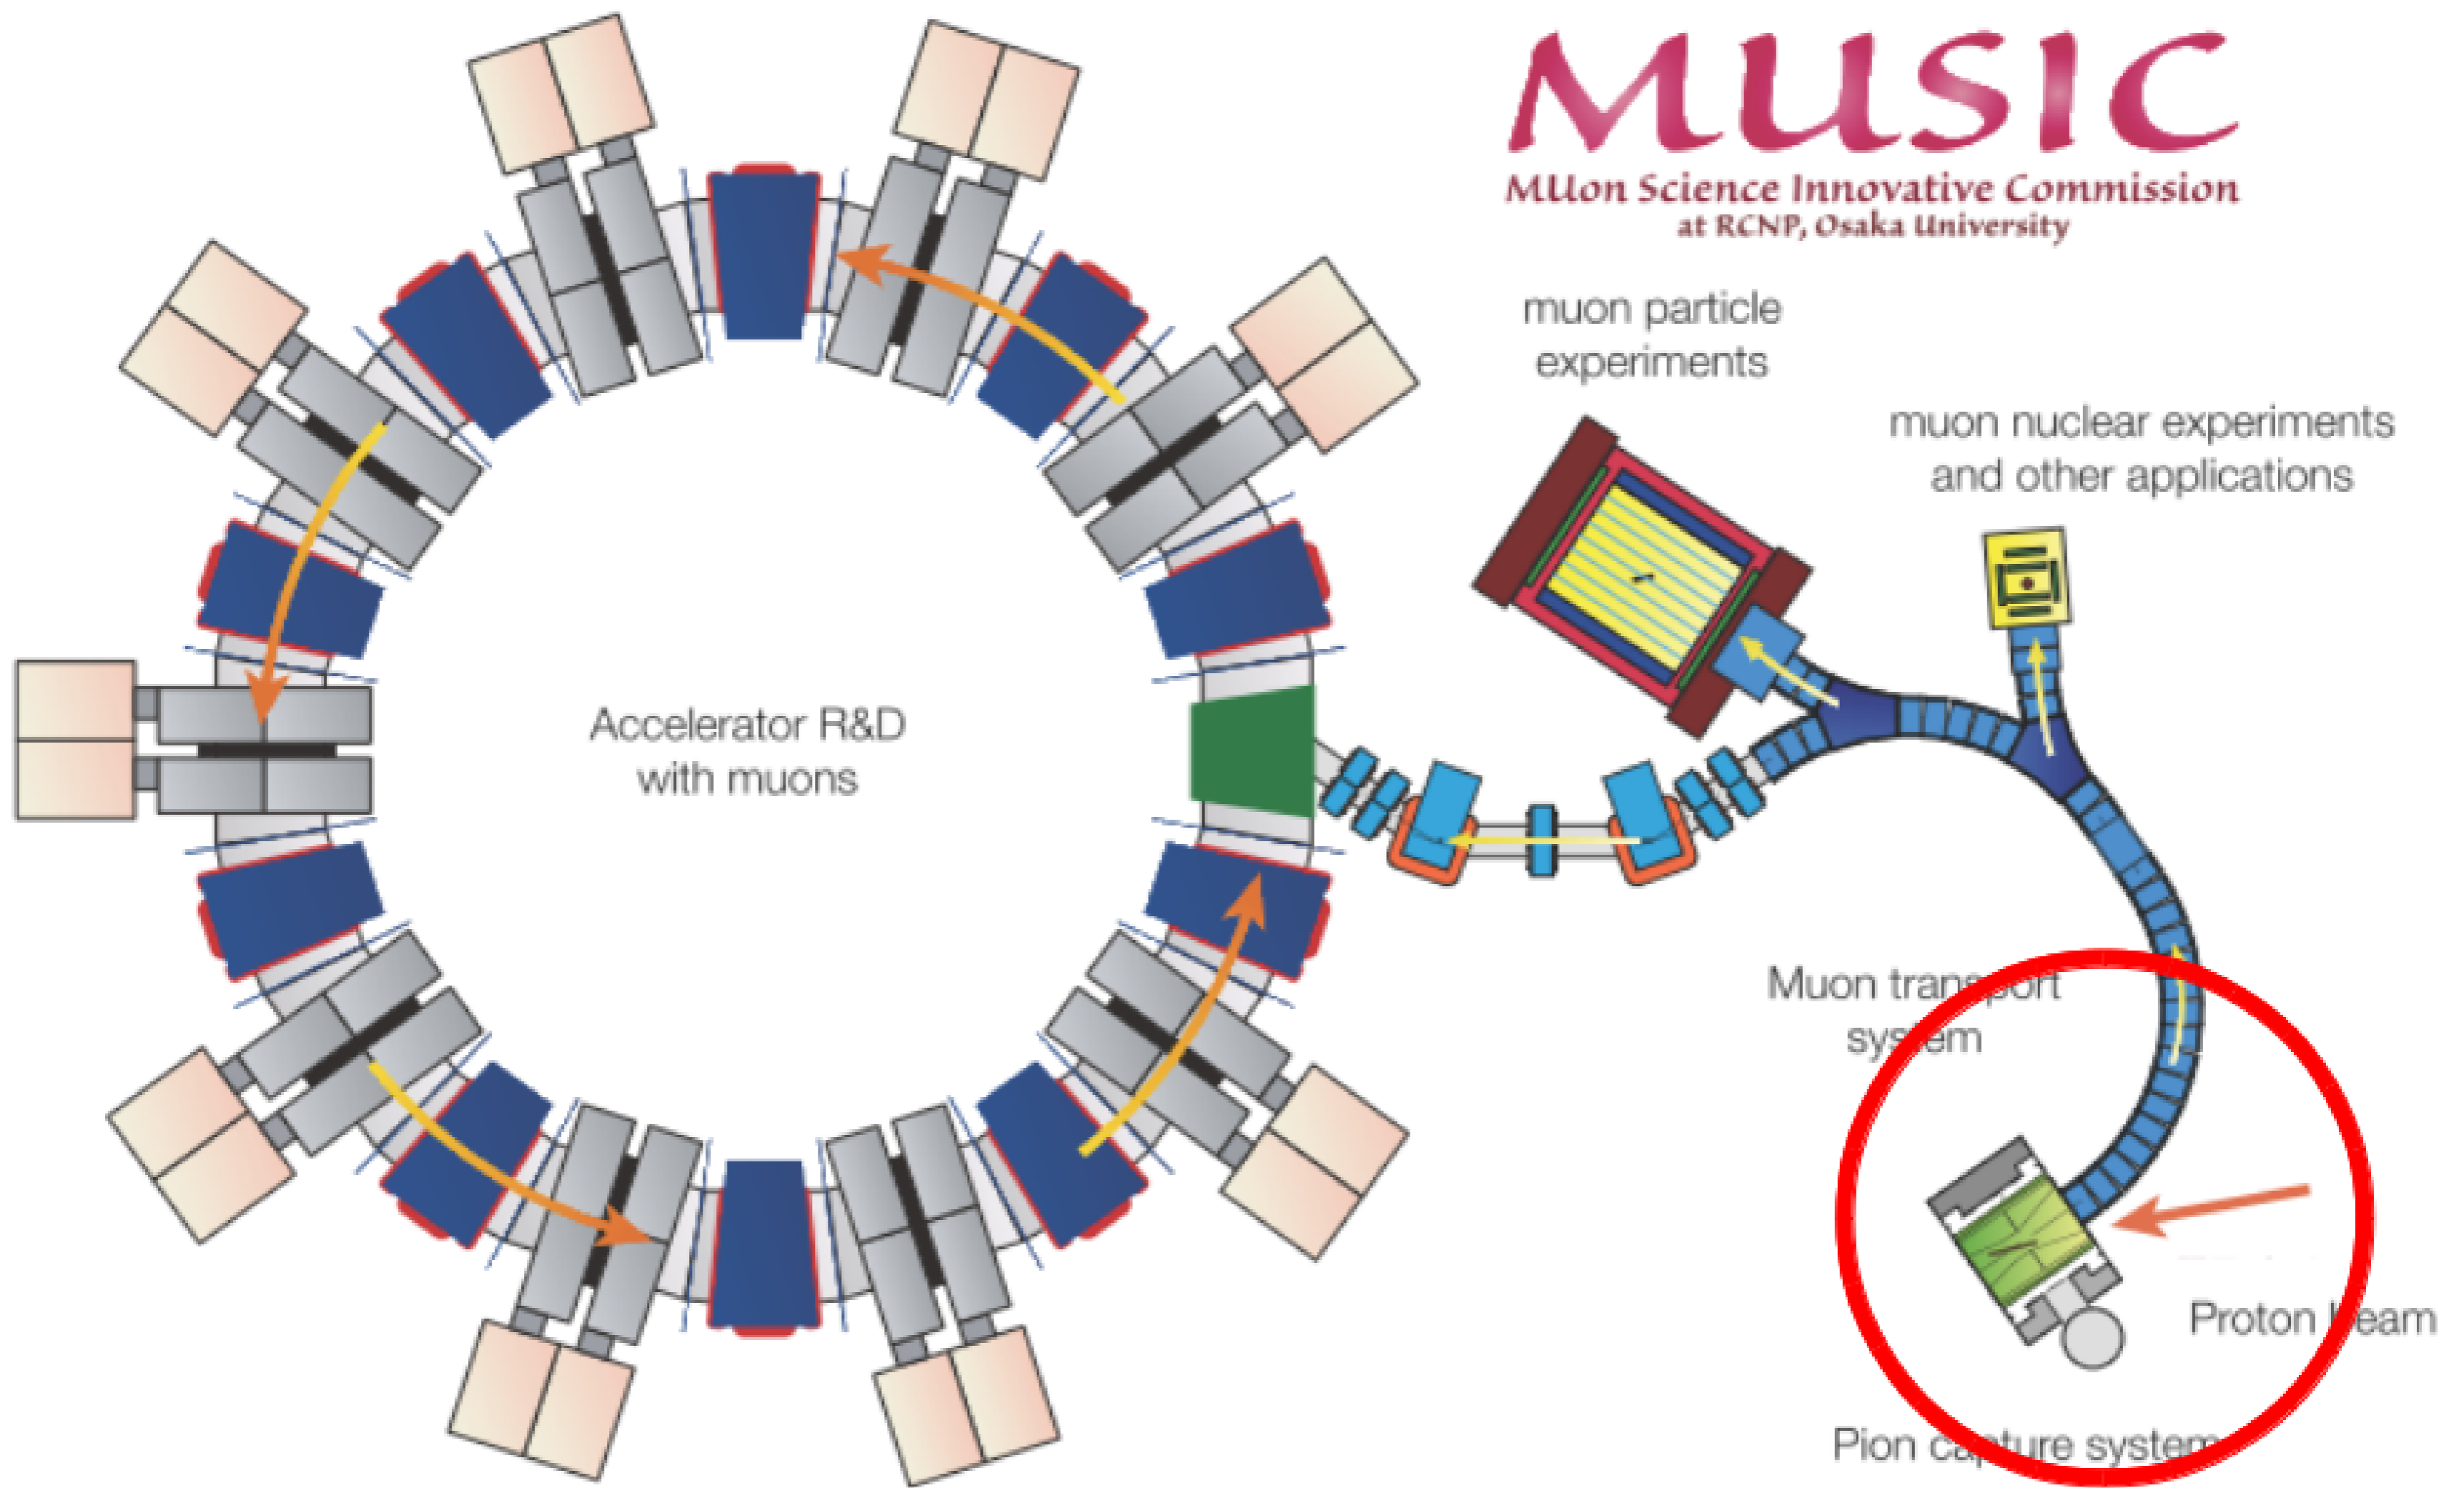 MUSIC
MUon Science Innovative Commission
at RCNP, Osaka University
muon particle
experiments
muon nuclear experiments
and other applications
Accelerator R&D
with muons
Muon transport
system
Proton beam
Pion capture system